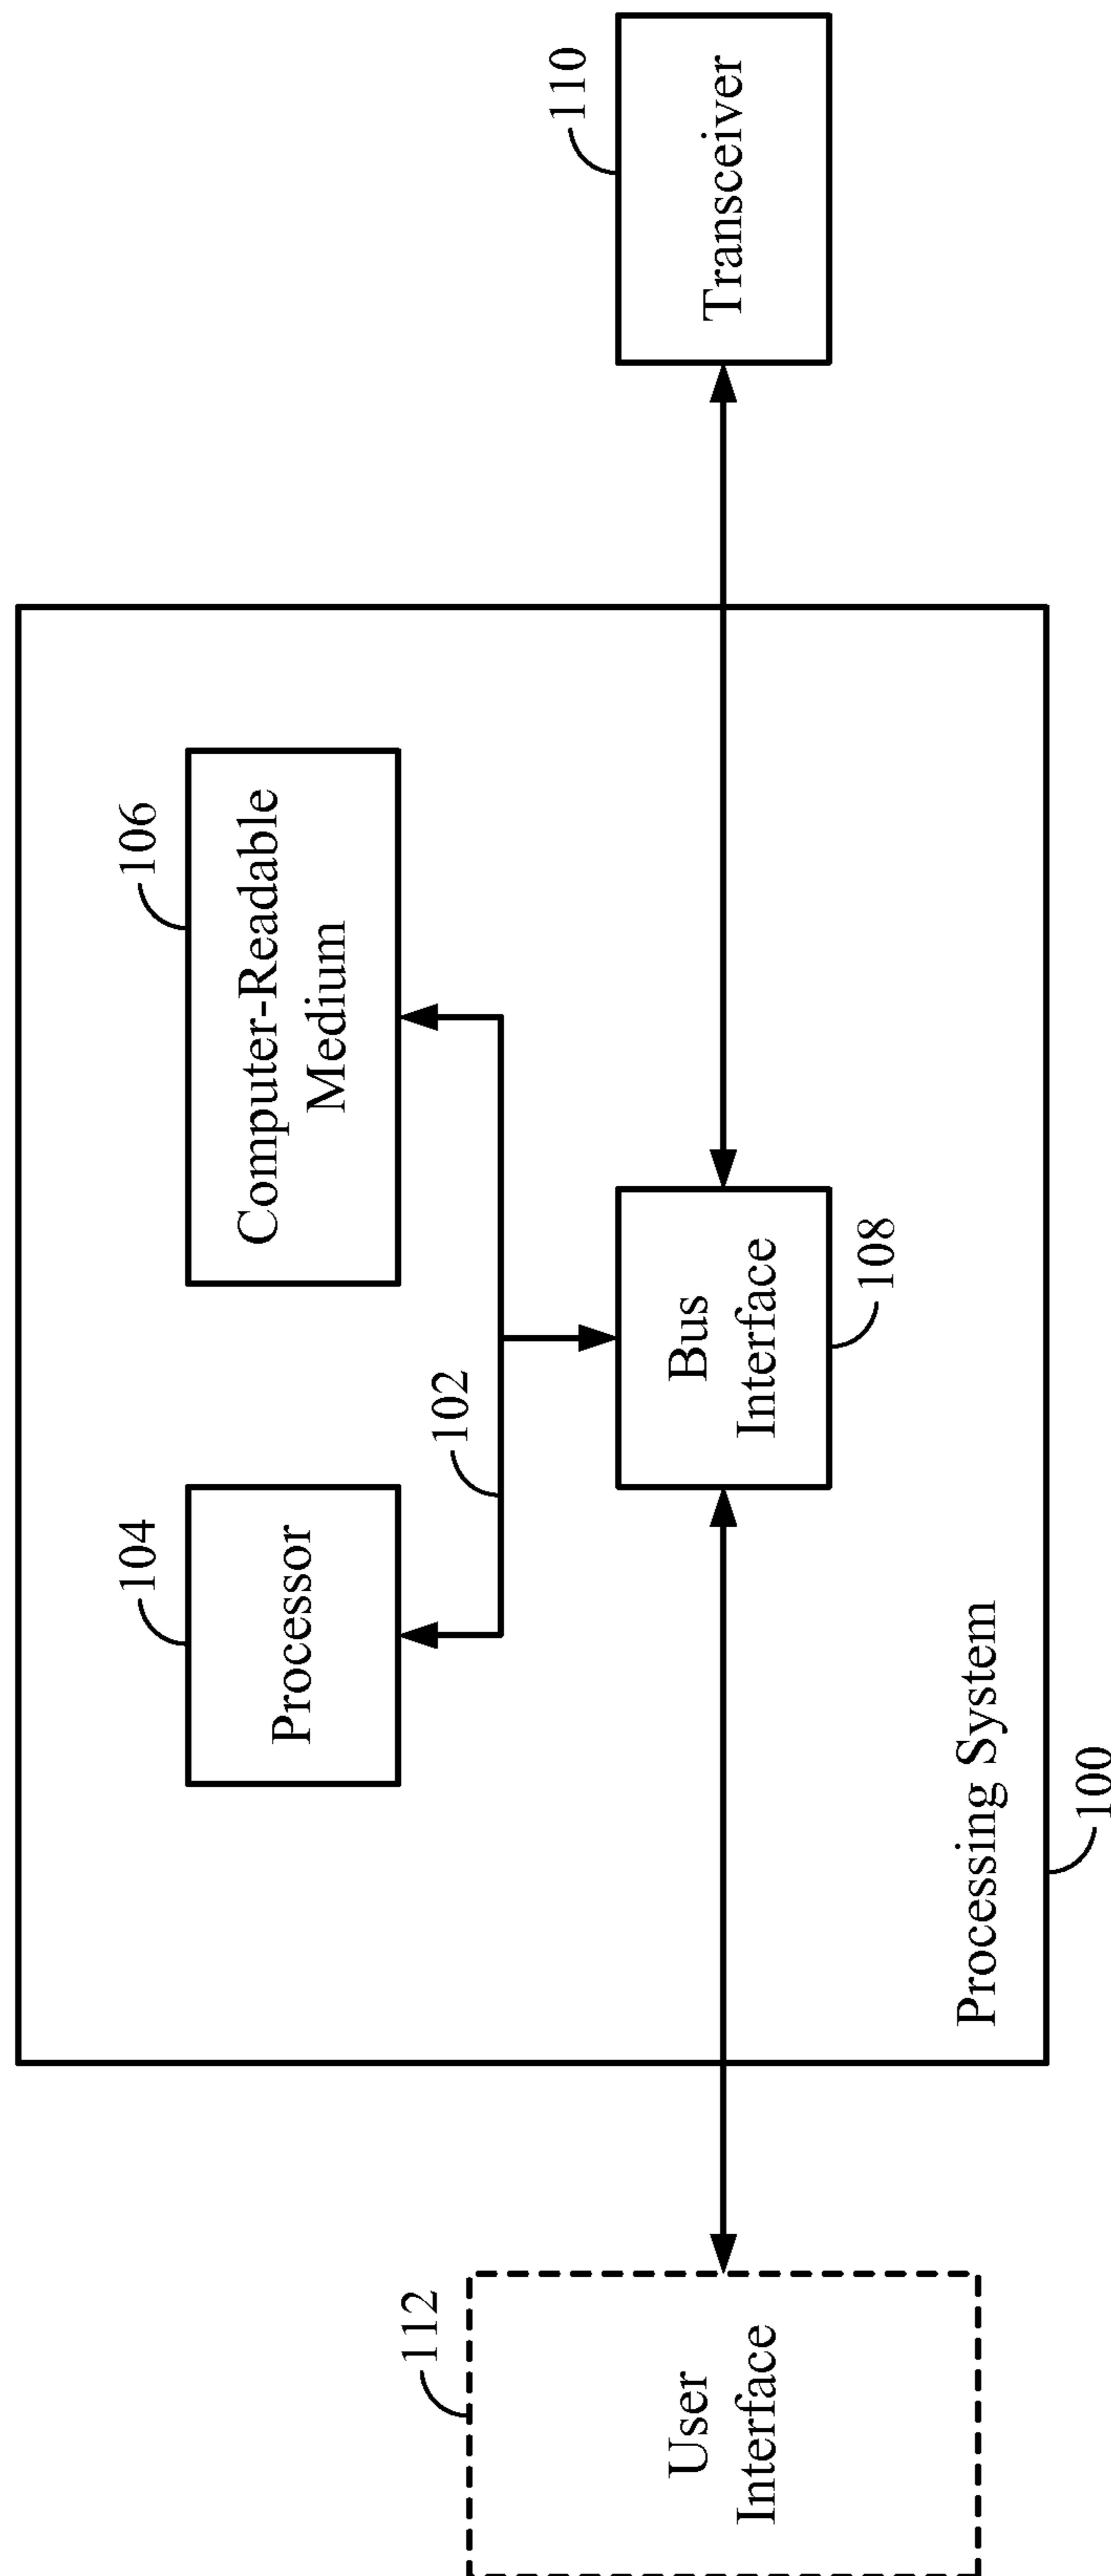 104
Processor
106
Computer-Readable
Medium
102
112
User
Interface
Bus
Interface
108
110
Transceiver
Processing System
100